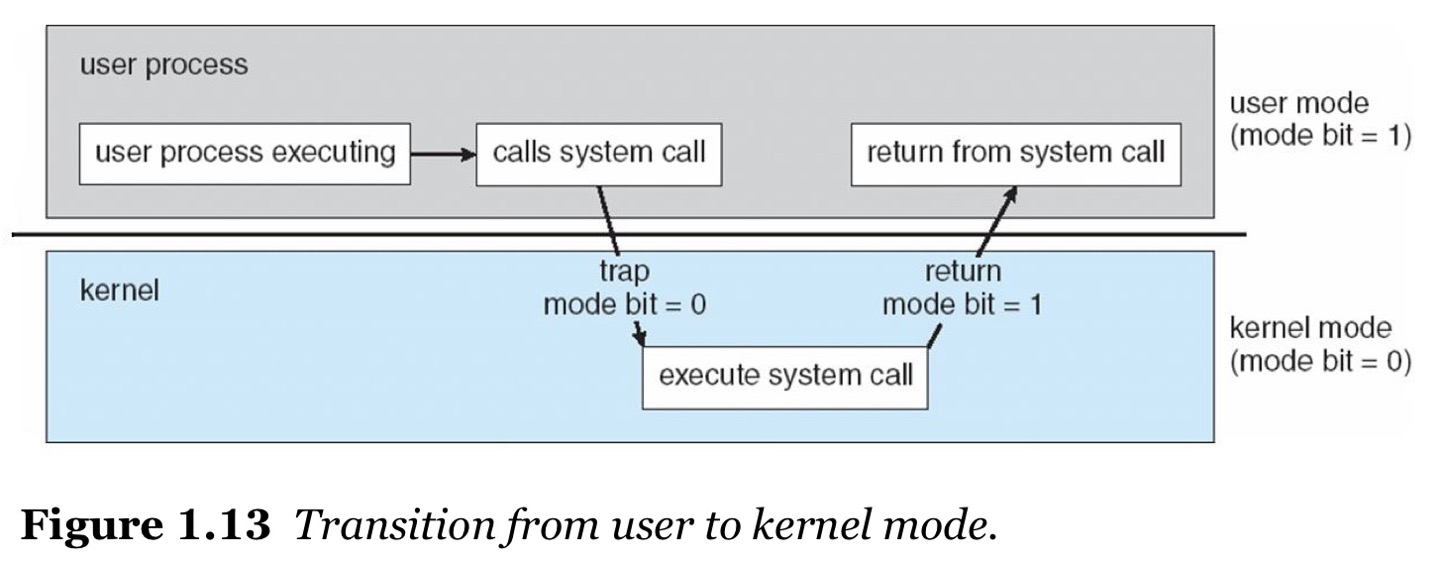 user process
user process executing
calls system call
return from system call
user mode
(mode bit = 1)
kernel
trap
mode bit = 0
return
mode bit = 1
execute system call
kernel mode
(mode bit = 0)
Figure 1.13 Transition from user to kernel mode.